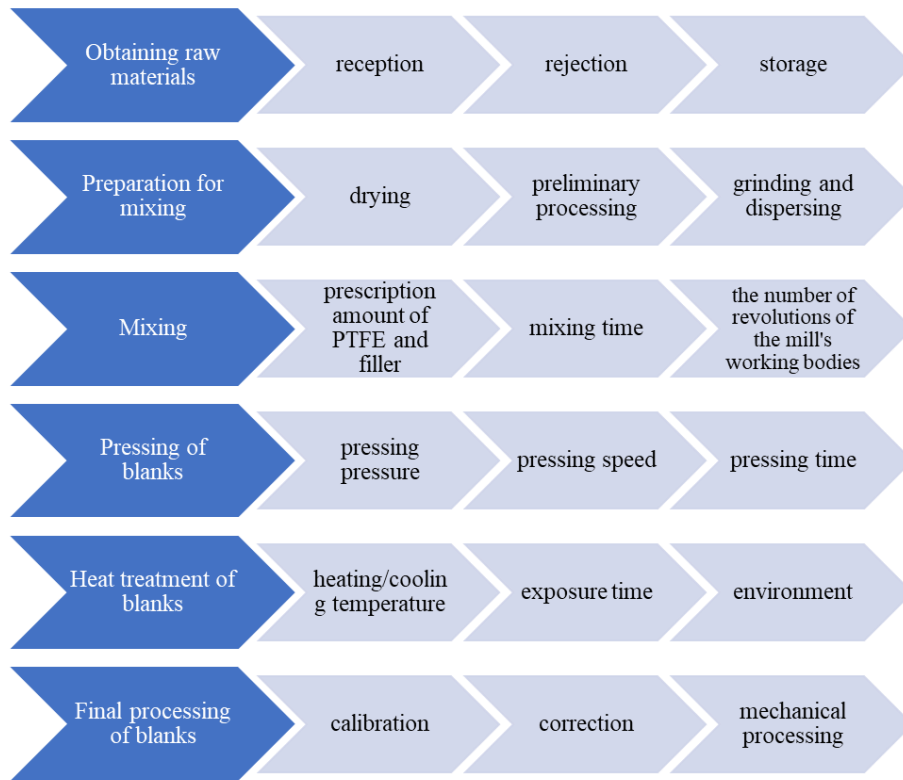 Obtaining raw
materials
reception
rejection
storage
Preparation for
mixing
drying
preliminary
processing
grinding and
dispersing
Mixing
prescription
amount of
PTFE and
filler
mixing time
the number of
revolutions of
the mill's
working bodies
Pressing of
blanks
pressing
pressure
pressing speed
pressing time
Heat treatment of
blanks
heating/coolin
g temperature
exposure time
environment
Final processing
of blanks
calibration
correction
mechanical
processing